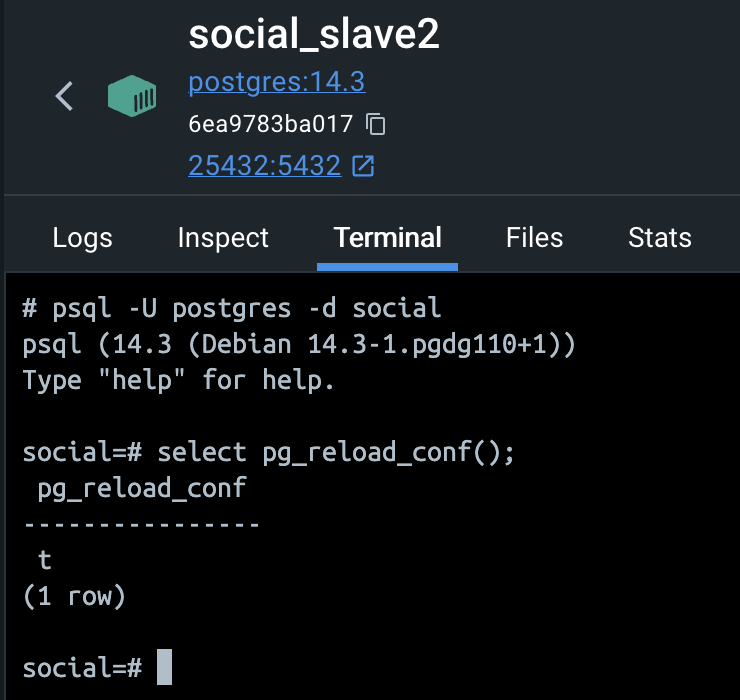 social_slave2
postgres:14.3
6ea9783ba017
25432:5432
Logs Inspect Terminal Files Stats
# psql -U postgres -d social
psql (14.3 (Debian 14.3-1.pgdg110+1))
Type "help" for help.
social=# select pg_reload_conf();
pg_reload_conf
----------------
t
(1 row)
social=#